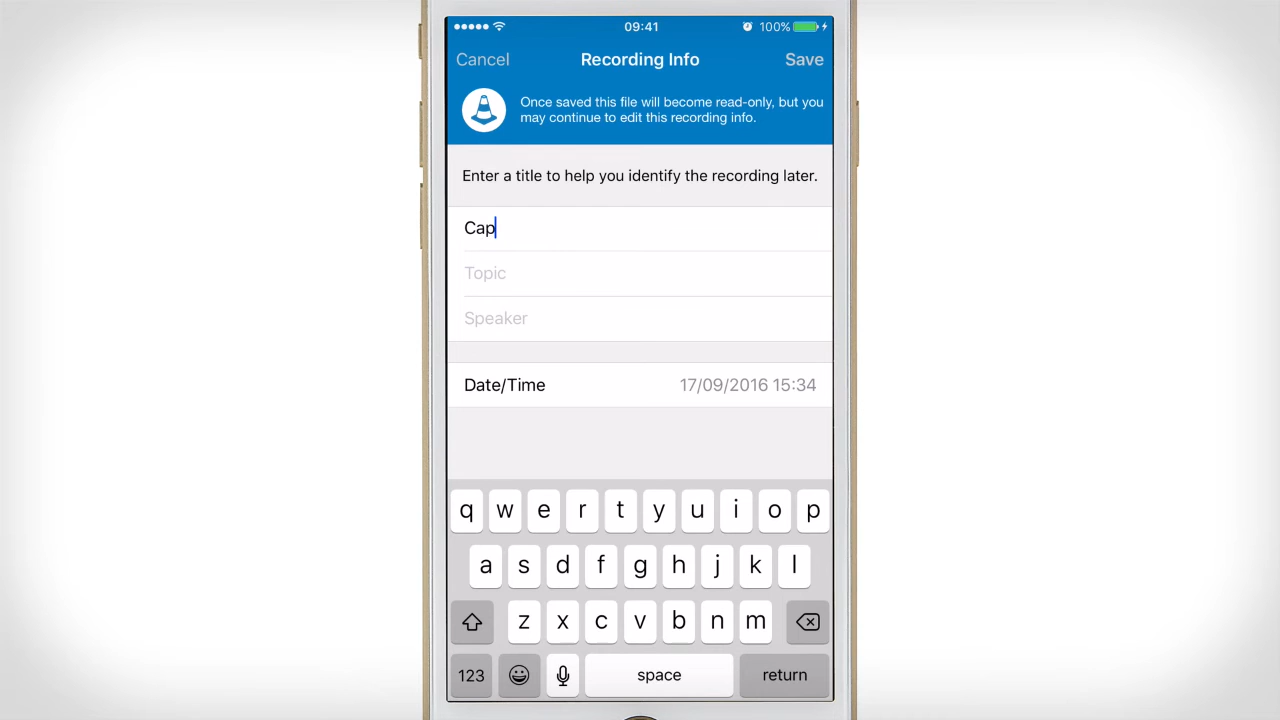 09:41
100%
Cancel
Recording Info
Save
Once saved this file will become read-only, but you
may continue to edit this recording info.
Enter a title to help you identify the recording later.
Cap
Topic
Speaker
Date/Time
17/09/2016 15:34
q w e r t y u i o p
a s d f g h j k l
z x c v b n m
123
space
return